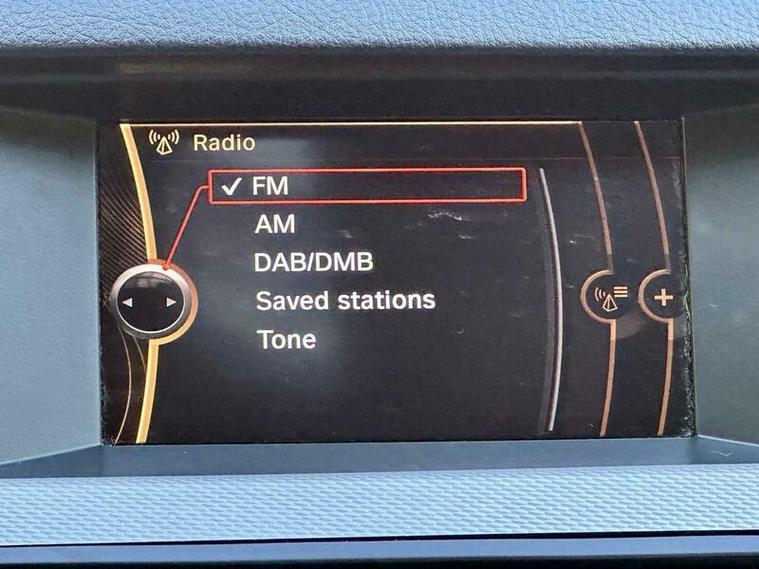 Radio
FM
AM
DAB/DMB
Saved stations
Tone